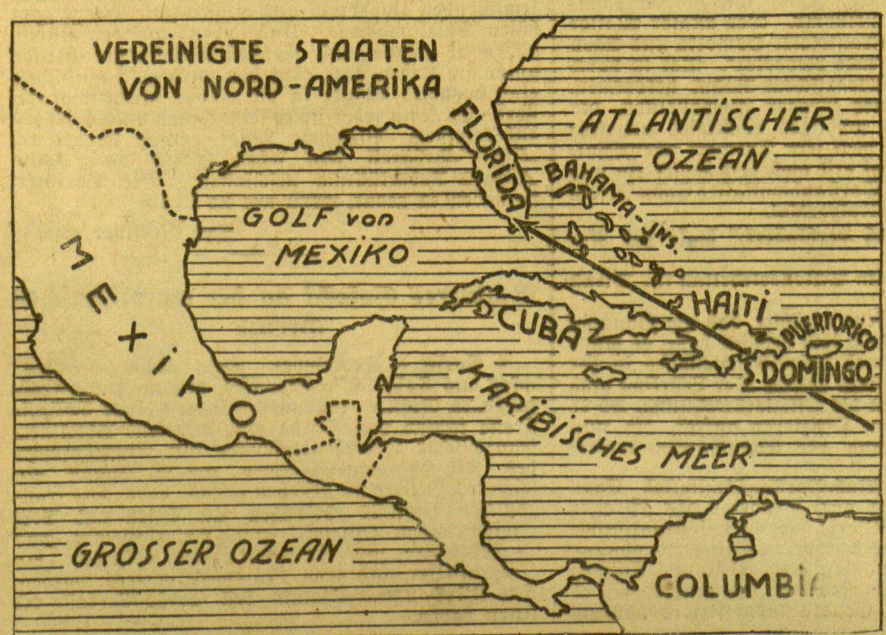 VEREINIGTE STAATEN
VON NORD-AMERIKA
FLORIDA
ATLANTISCHER
OZEAN
BAHAMA-INS.
GOLF von
MEXIKO
MEXIKO
HAÏTI
CUBA
PUERTORICO
S. DOMINGO
KARIBISCHES MEER
GROSSER OZEAN
COLUMBIA